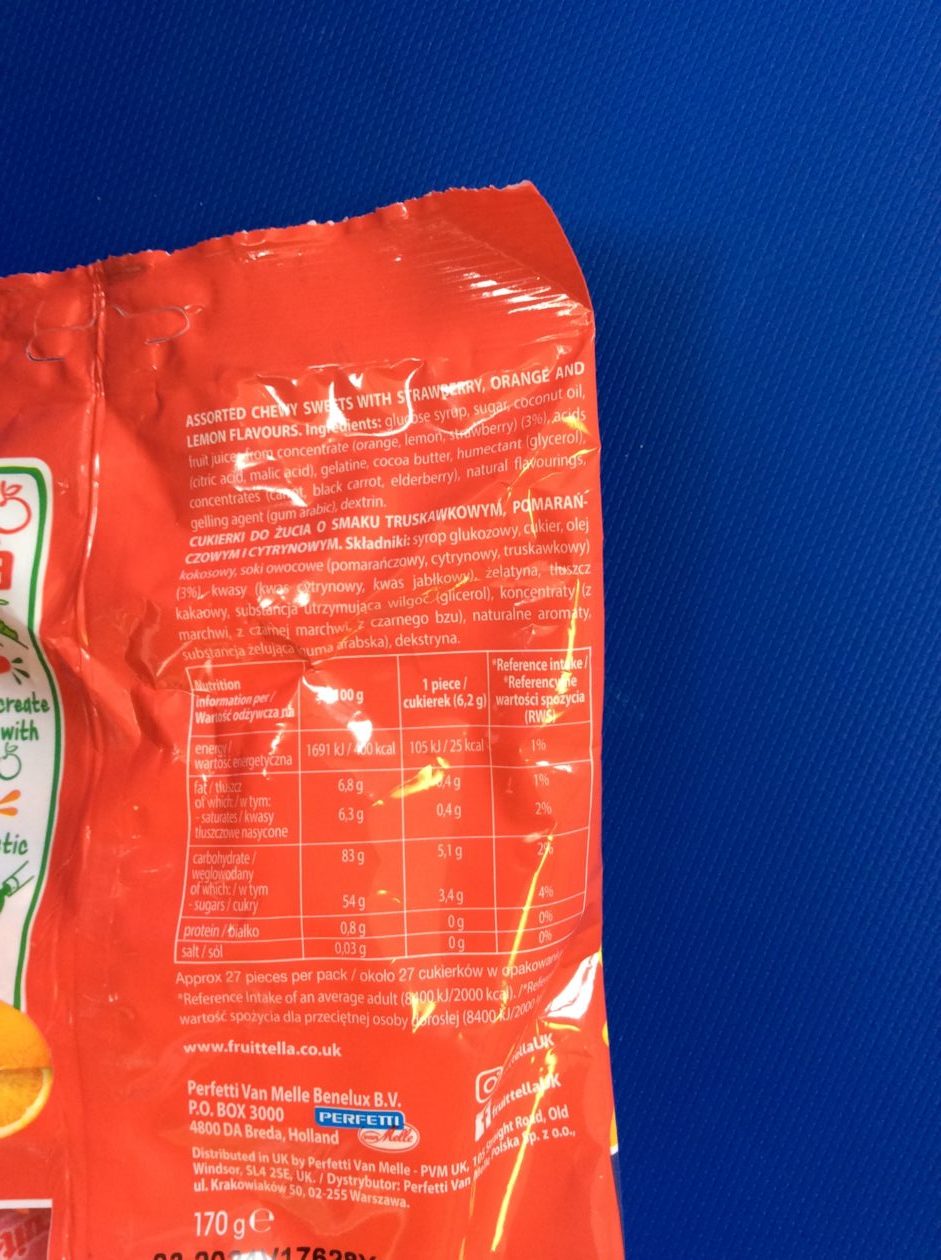 ASSORTED CHEWY SWEETS WITH STRAWBERRY, ORANGE AND
LEMON FLAVOURS. Ingredients: glucose syrup, sugar, coconut oil,
fruit juices from concentrate (orange, lemon, strawberry) (3%), acids
(citric acid, malic acid), gelatine, cocoa butter, humectant (glycerol),
concentrates (carrot, black carrot, elderberry), natural flavourings,
gelling agent (gum arabic), dextrin.
CUKIERKI DO ŻUCIA O SMAKU TRUSKAWKOWYM, POMARAŃ-
CZOWYM I CYTRYNOWYM. Składniki: syrop glukozowy, cukier, olej
kokosowy, soki owocowe (pomarańczowy, cytrynowy, truskawkowy)
(3%), kwasy (kwas cytrynowy, kwas jabłkowy), żelatyna, tłuszcz
kakaowy, substancja utrzymująca wilgoć (glicerol), koncentraty (z
marchwi, z czarnej marchwi, z czarnego bzu), naturalne aromaty,
substancja żelująca (guma arabska), dekstryna.
Nutrition information per / Wartość odżywcza na 100 g 1 piece / cukierek (6,2 g) *Reference intake / *Referencyjne wartości spożycia (RWS)
energy / wartość energetyczna 1691 kJ / 400 kcal 105 kJ / 25 kcal 1%
fat / tłuszcz 6,8 g 0,4 g 1%
of which: / w tym:
- saturates / kwasy tłuszczowe nasycone 6,3 g 0,4 g 2%
carbohydrate / węglowodany 83 g 5,1 g 2%
of which: / w tym
- sugars / cukry 54 g 3,4 g 4%
protein / białko 0,8 g 0 g 0%
salt / sól 0,03 g 0 g 0%
Approx 27 pieces per pack / około 27 cukierków w
*Reference intake of an average adult (8400 kJ/2000 kcal).
wartość spożycia dla przeciętnej osoby dorosłej (8400 kJ/2000
www.fruittella.co.uk
Perfetti Van Melle Benelux B.V.
P.O. BOX 3000
4800 DA Breda, Holland
PERFETTI
Melle
fruittellaUK
Distributed in UK by Perfetti Van Melle - PVM UK, Road, Old
Windsor, SL4 2SE, UK. / Dystrybutor: Perfetti Van Melle Polska Sp. z o.o.,
ul. Krakowiaków 50, 02-255 Warszawa.
170 g e
create
with